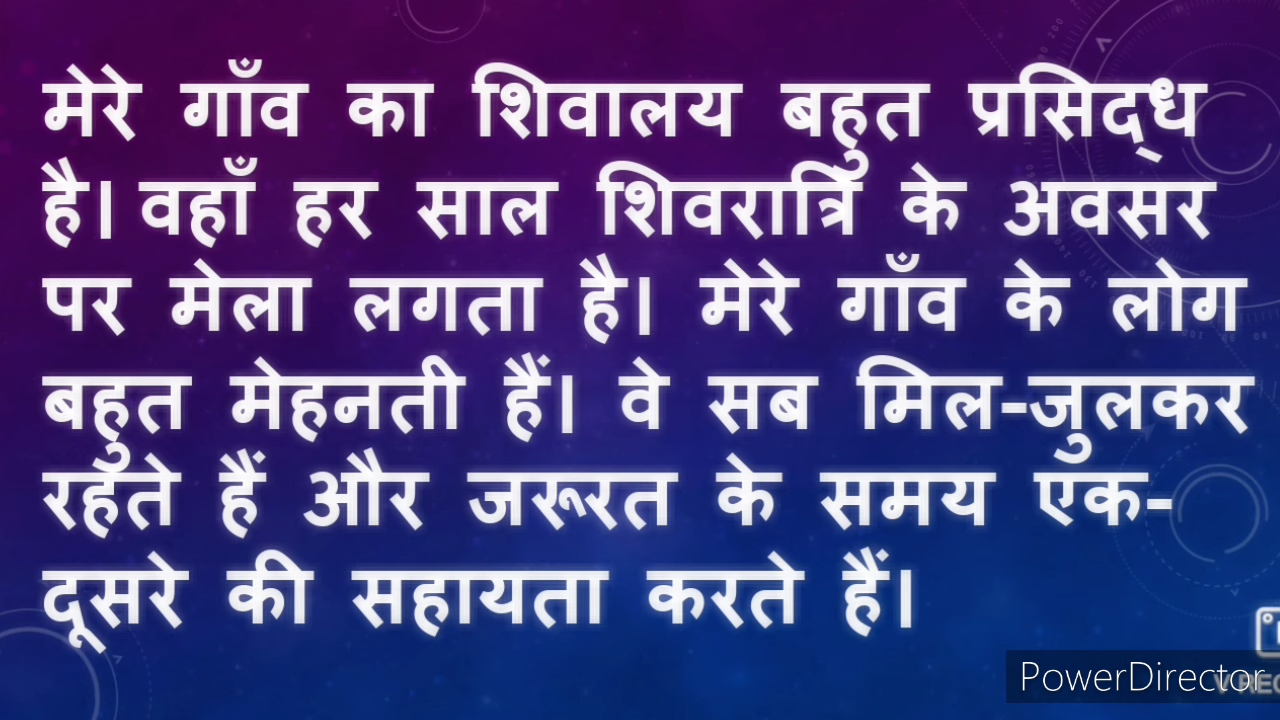 मेरे गाँव का शिवालय बहुत प्रसिद्ध
है। वहाँ हर साल शिवरात्रि के अवसर
पर मेला लगता है। मेरे गाँव के लोग
बहुत मेहनती हैं। वे सब मिल-जुलकर
रहते हैं और जरूरत के समय एक-
दूसरे की सहायता करते हैं।
PowerDirector